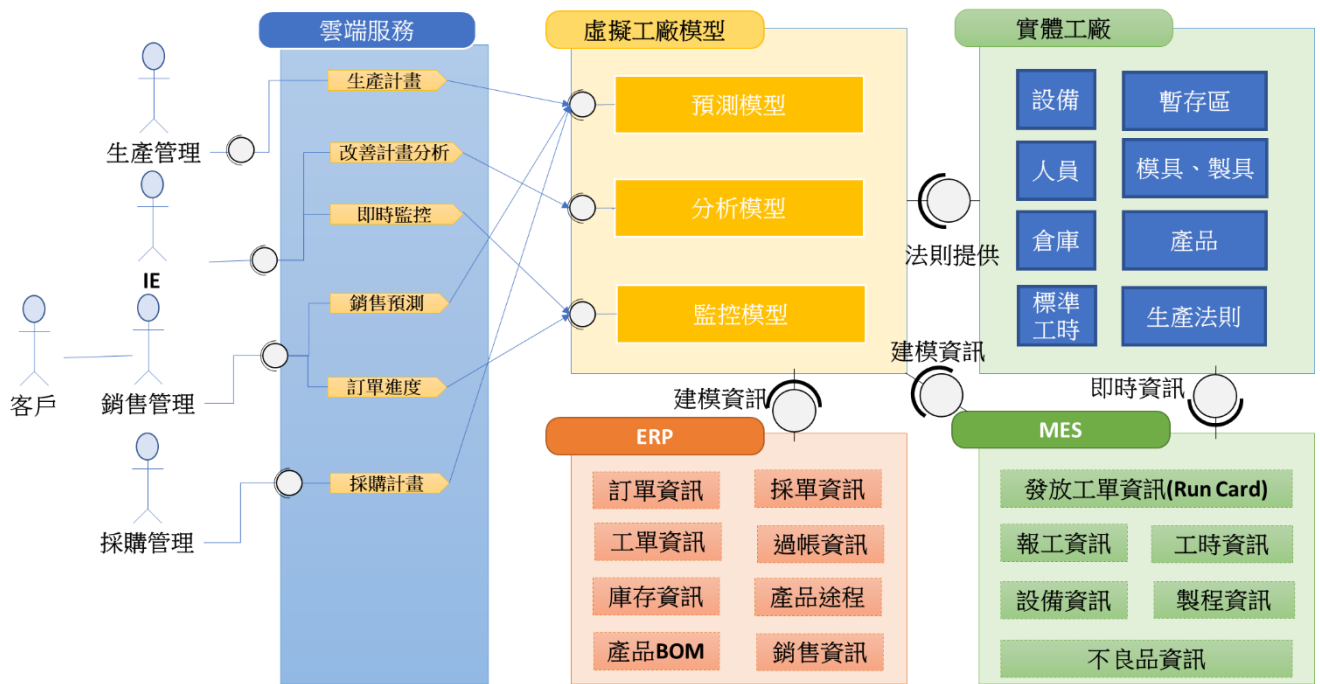 雲端服務
虛擬工廠模型
實體工廠
生產管理
IE
客戶
銷售管理
採購管理
生產計畫
改善計畫分析
即時監控
銷售預測
訂單進度
採購計畫
預測模型
分析模型
監控模型
法則提供
設備
暫存區
人員
模具、製具
倉庫
產品
標準
工時
生產法則
建模資訊
建模資訊
即時資訊
ERP
訂單資訊
採單資訊
工單資訊
過帳資訊
庫存資訊
產品途程
產品BOM
銷售資訊
MES
發放工單資訊(Run Card)
報工資訊
工時資訊
設備資訊
製程資訊
不良品資訊